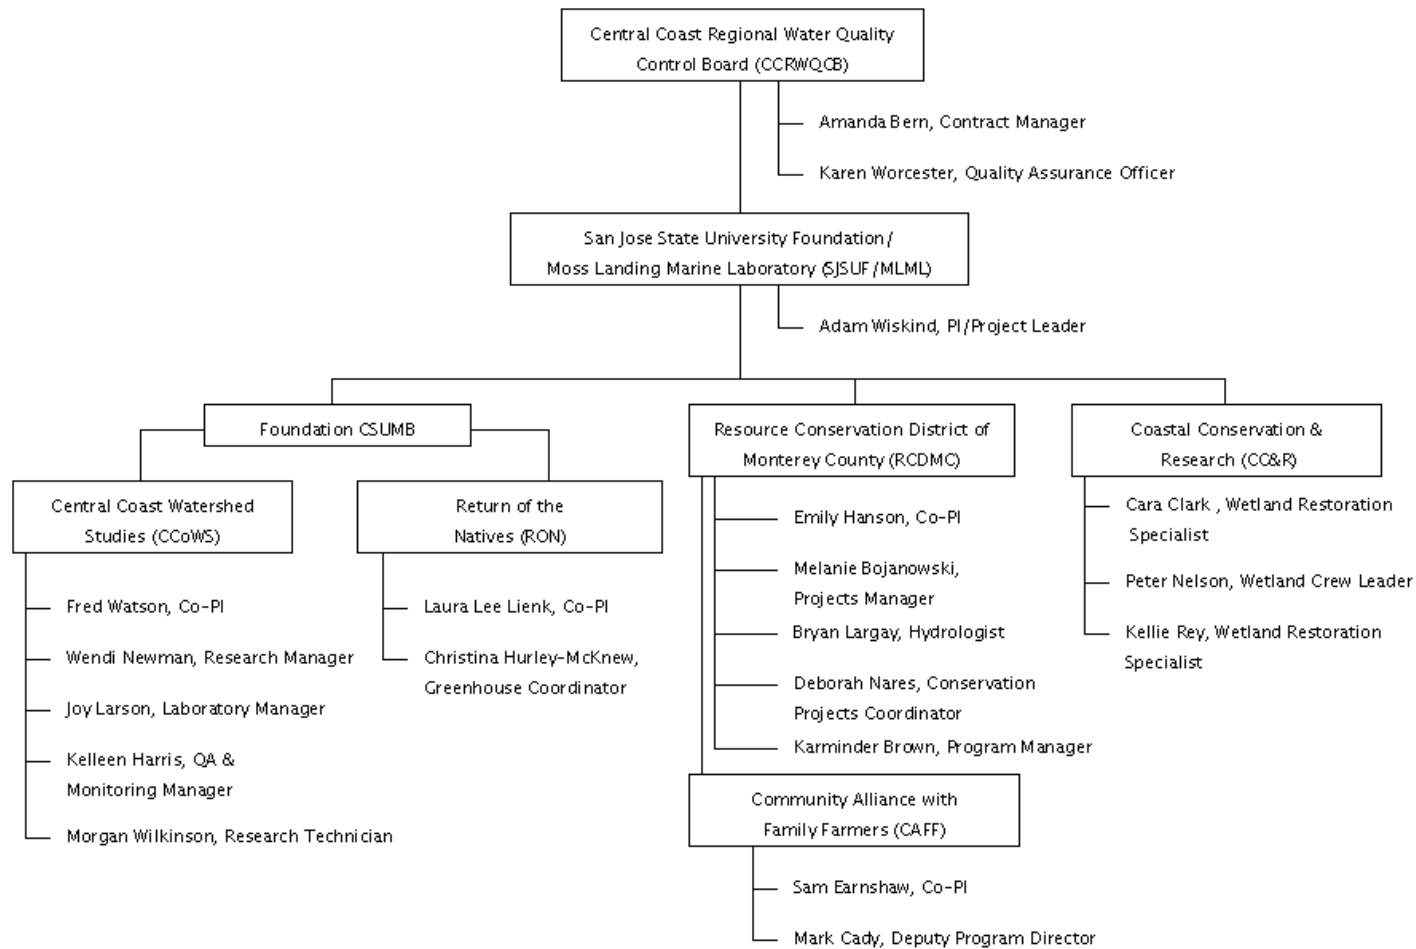 Central Coast Regional Water Quality
Control Board (CCRWQCB)
Amanda Bern, Contract Manager
Karen Worcester, Quality Assurance Officer
San Jose State University Foundation/
Moss Landing Marine Laboratory (SJSUF/MLML)
Adam Wiskind, PI/Project Leader
Foundation CSUMB
Central Coast Watershed
Studies (CCoWS)
Fred Watson, Co-PI
Wendi Newman, Research Manager
Joy Larson, Laboratory Manager
Kelleen Harris, QA &
Monitoring Manager
Morgan Wilkinson, Research Technician
Return of the
Natives (RON)
Laura Lee Lienk, Co-PI
Christina Hurley-McKnew,
Greenhouse Coordinator
Resource Conservation District of
Monterey County (RCDMC)
Emily Hanson, Co-PI
Melanie Bojanowski,
Projects Manager
Bryan Largay, Hydrologist
Deborah Nares, Conservation
Projects Coordinator
Karminder Brown, Program Manager
Community Alliance with
Family Farmers (CAFF)
Sam Earnshaw, Co-PI
Mark Cady, Deputy Program Director
Coastal Conservation &
Research (CC&R)
Cara Clark , Wetland Restoration
Specialist
Peter Nelson, Wetland Crew Leader
Kellie Rey, Wetland Restoration
Specialist